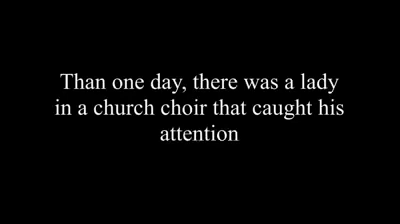 Than one day, there was a lady
in a church choir that caught his
attention